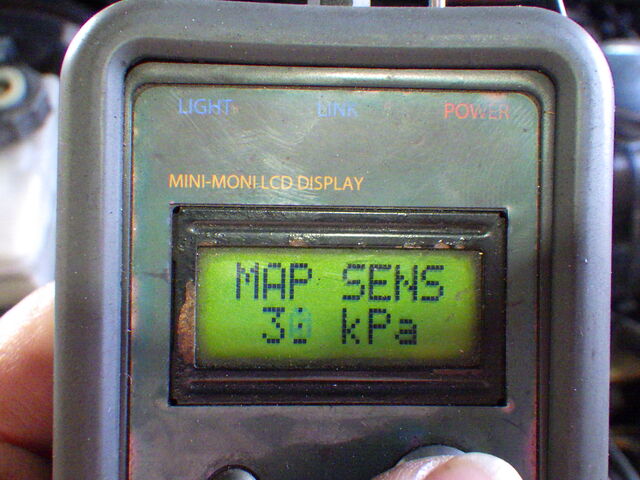 LIGHT LINK POWER
MINI-MONI LCD DISPLAY
MAP SENS
kPa